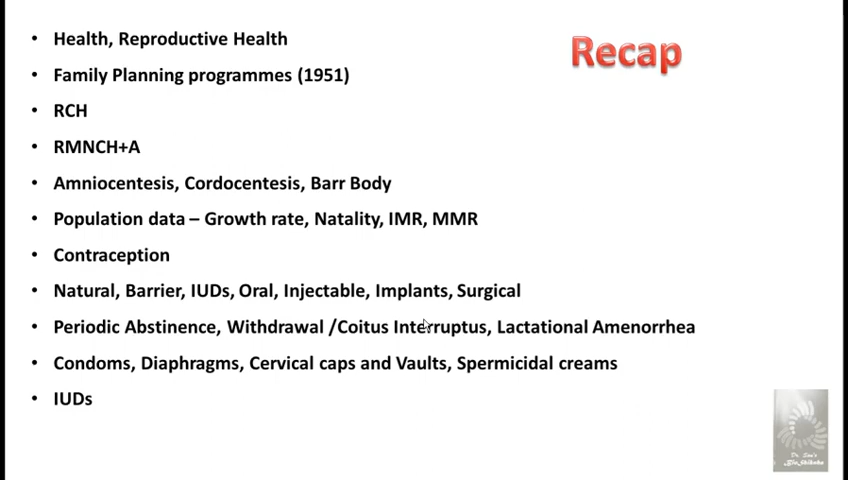 Recap
• Health, Reproductive Health
• Family Planning programmes (1951)
• RCH
• RMNCH+A
• Amniocentesis, Cordocentesis, Barr Body
• Population data – Growth rate, Natality, IMR, MMR
• Contraception
• Natural, Barrier, IUDs, Oral, Injectable, Implants, Surgical
• Periodic Abstinence, Withdrawal /Coitus Interruptus, Lactational Amenorrhea
• Condoms, Diaphragms, Cervical caps and Vaults, Spermicidal creams
• IUDs